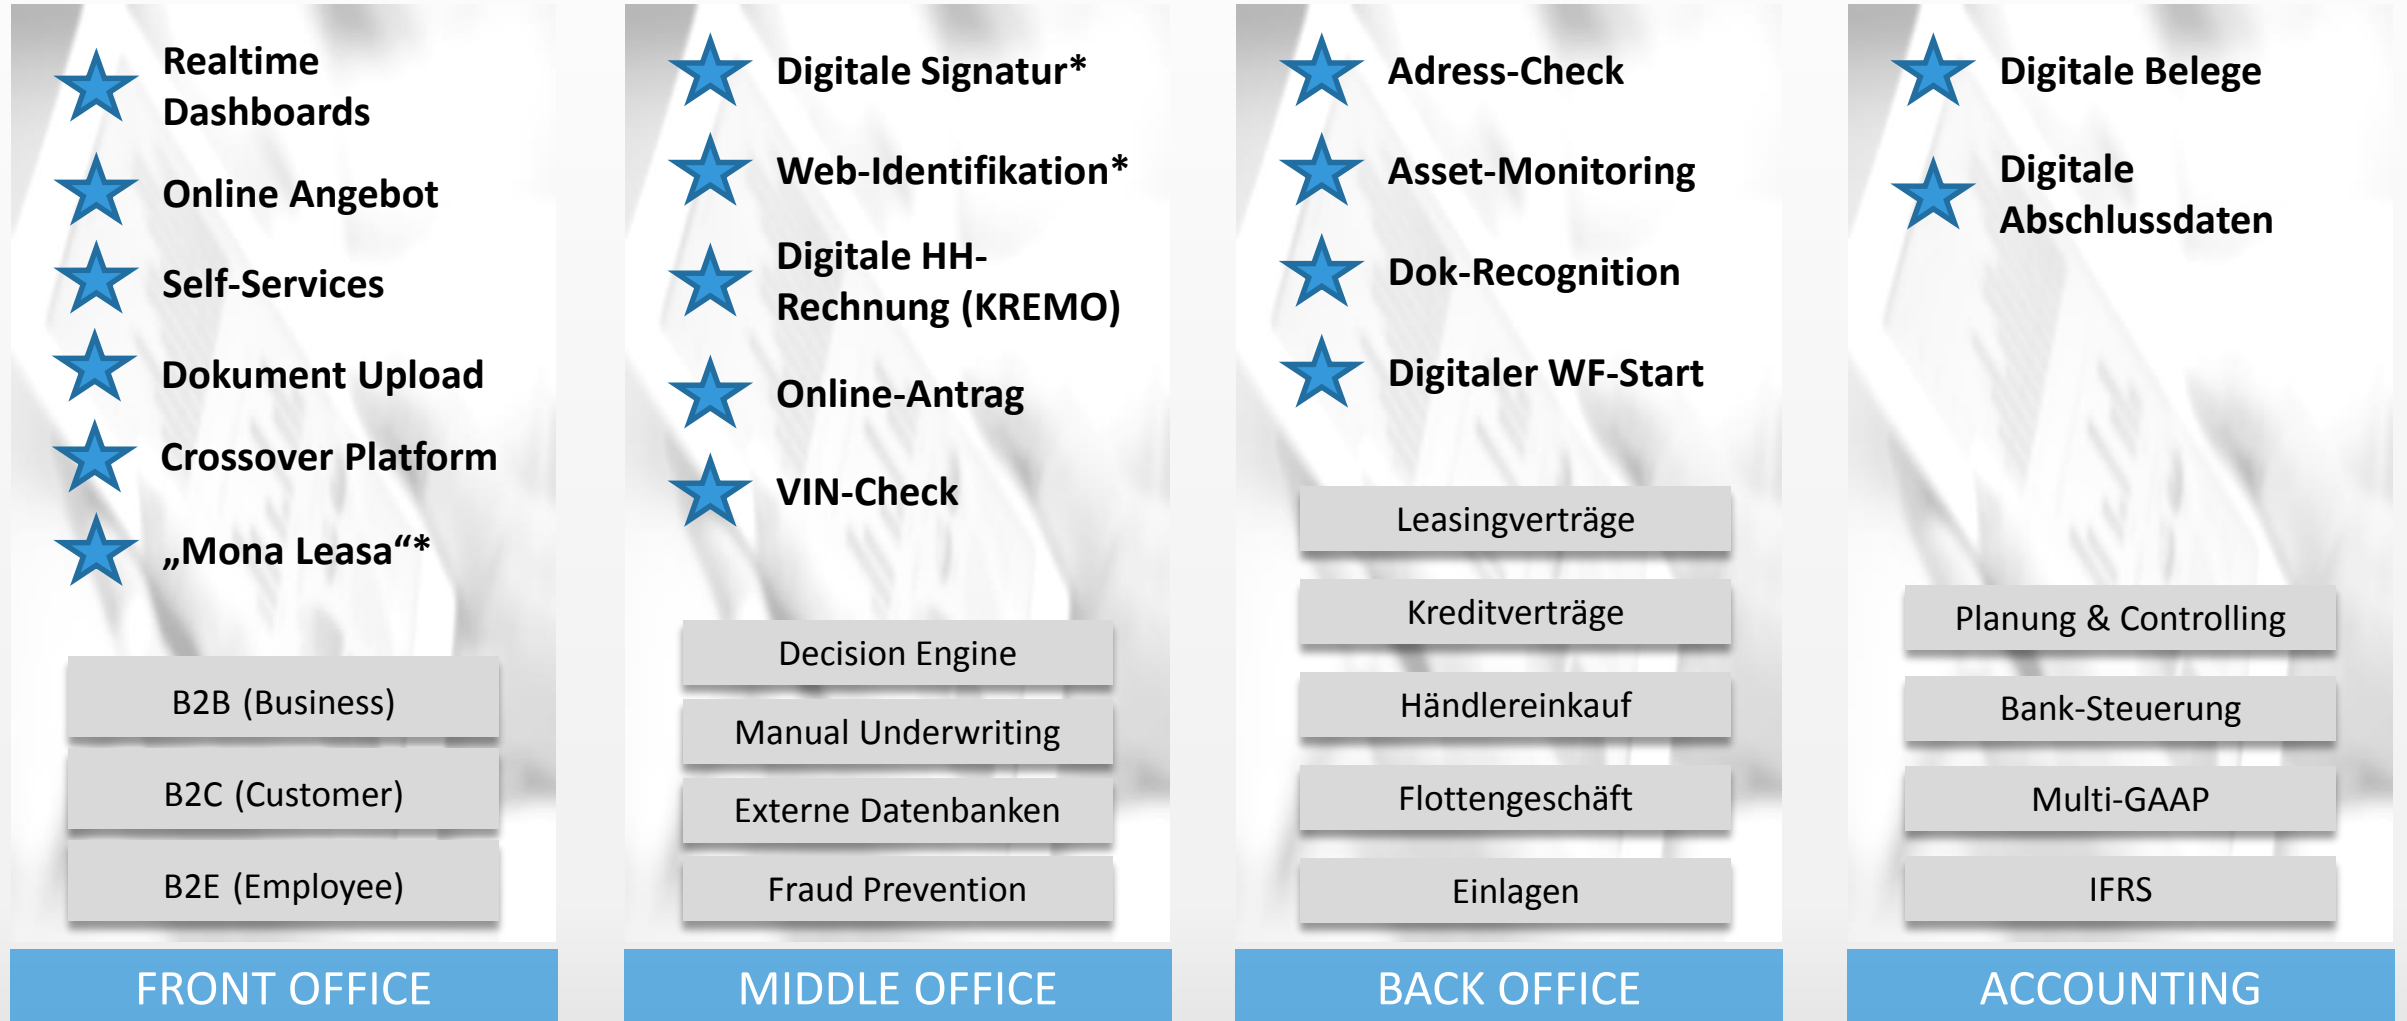 Realtime
Dashboards
Online Angebot
Self-Services
Dokument Upload
Crossover Platform
„Mona Leasa“*
B2B (Business)
B2C (Customer)
B2E (Employee)
FRONT OFFICE
Digitale Signatur*
Web-Identifikation*
Digitale HH-
Rechnung (KREMO)
Online-Antrag
VIN-Check
Decision Engine
Manual Underwriting
Externe Datenbanken
Fraud Prevention
MIDDLE OFFICE
Adress-Check
Asset-Monitoring
Dok-Recognition
Digitaler WF-Start
Leasingverträge
Kreditverträge
Händlereinkauf
Flottengeschäft
Einlagen
BACK OFFICE
Digitale Belege
Digitale
Abschlussdaten
Planung & Controlling
Bank-Steuerung
Multi-GAAP
IFRS
ACCOUNTING